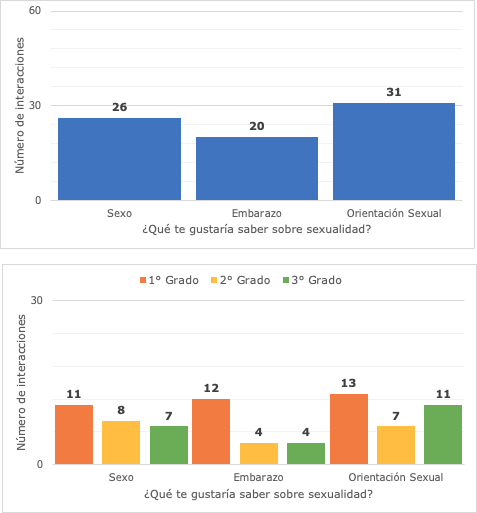 60
30
0
Número de interacciones
26
20
31
Sexo Embarazo Orientación Sexual
¿Qué te gustaría saber sobre sexualidad?
1° Grado 2° Grado 3° Grado
30
0
Número de interacciones
11 8 7 12 4 4 13 7 11
Sexo Embarazo Orientación Sexual
¿Qué te gustaría saber sobre sexualidad?